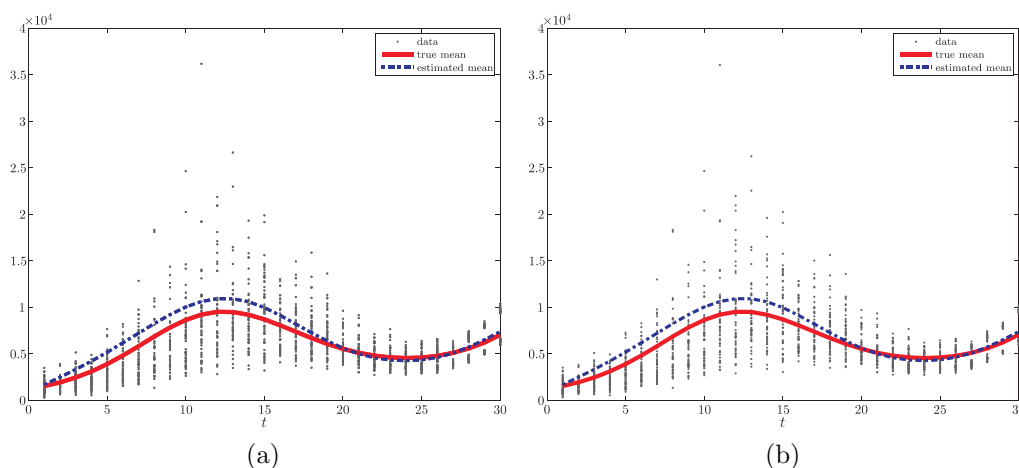 ×10⁴ ×10⁴
4 4
data data
true mean true mean
3.5 estimated mean 3.5 estimated mean
3 3
2.5 2.5
2 2
1.5 1.5
1 1
0.5 0.5
0 0
0 5 10 15 20 25 30 0 5 10 15 20 25 3
t t
(a) (b)